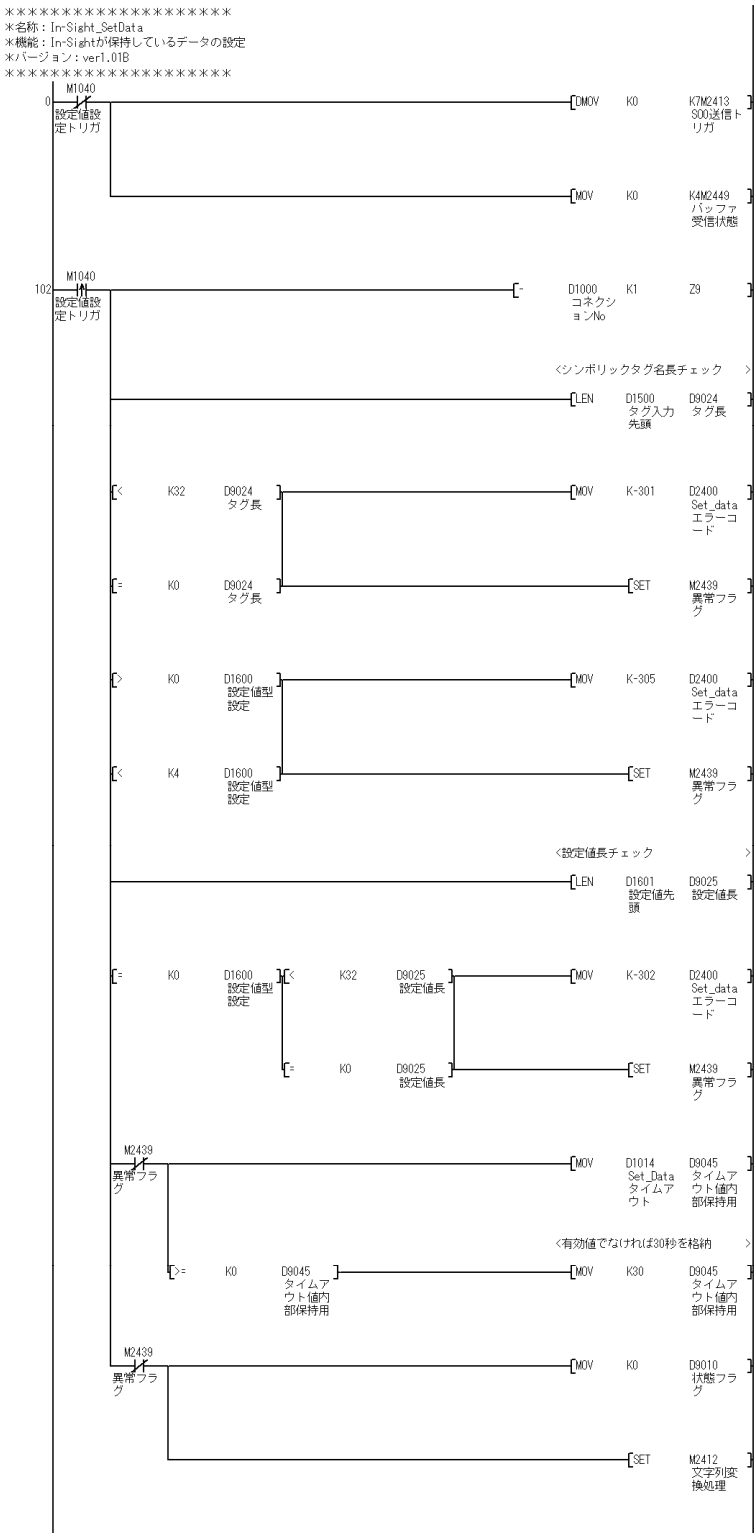 ********************
*名称：In-Sight_SetData
*機能：In-Sightが保持しているデータの設定
*バージョン：ver1.01B
********************
M1040
0
設定値設
定トリガ
[DMOV K0 K7M2413 ]
S00送信ト
リガ
[MOV K0 K4M2449 ]
バッファ
受信状態
M1040
102
設定値設
定トリガ
[- D1000 K1 Z9 ]
コネクシ
ョンNo
<シンボリックタグ名長チェック >
[LEN D1500 D9024 ]
タグ入力 タグ長
先頭
[< K32 D9024 ] [MOV K-301 D2400 ]
タグ長 Set_data
エラーコ
ード
[= K0 D9024 ] [SET M2439 ]
タグ長 異常フラ
グ
[> K0 D1600 ] [MOV K-305 D2400 ]
設定値型 Set_data
設定 エラーコ
ード
[< K4 D1600 ] [SET M2439 ]
設定値型 異常フラ
設定 グ
<設定値長チェック >
[LEN D1601 D9025 ]
設定値先 設定値長
頭
[= K0 D1600 ] [< K32 D9025 ] [MOV K-302 D2400 ]
設定値型 設定値長 Set_data
設定 エラーコ
ード
[= K0 D9025 ] [SET M2439 ]
設定値長 異常フラ
グ
M2439
異常フラ
グ
[MOV D1014 D9045 ]
Set_Data タイムア
タイムア ウト値内
ウト 部保持用
<有効値でなければ30秒を格納 >
[>= K0 D9045 ] [MOV K30 D9045 ]
タイムア タイムア
ウト値内 ウト値内
部保持用 部保持用
M2439
異常フラ
グ
[MOV K0 D9010 ]
状態フラ
グ
[SET M2412 ]
文字列変
換処理